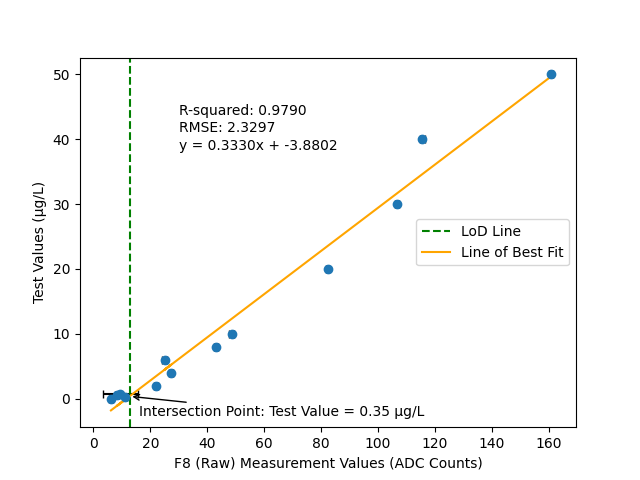 50
40
30
20
10
0
Test Values (µg/L)
R-squared: 0.9790
RMSE: 2.3297
y = 0.3330x + -3.8802
LoD Line
Line of Best Fit
Intersection Point: Test Value = 0.35 µg/L
0 20 40 60 80 100 120 140 160
F8 (Raw) Measurement Values (ADC Counts)